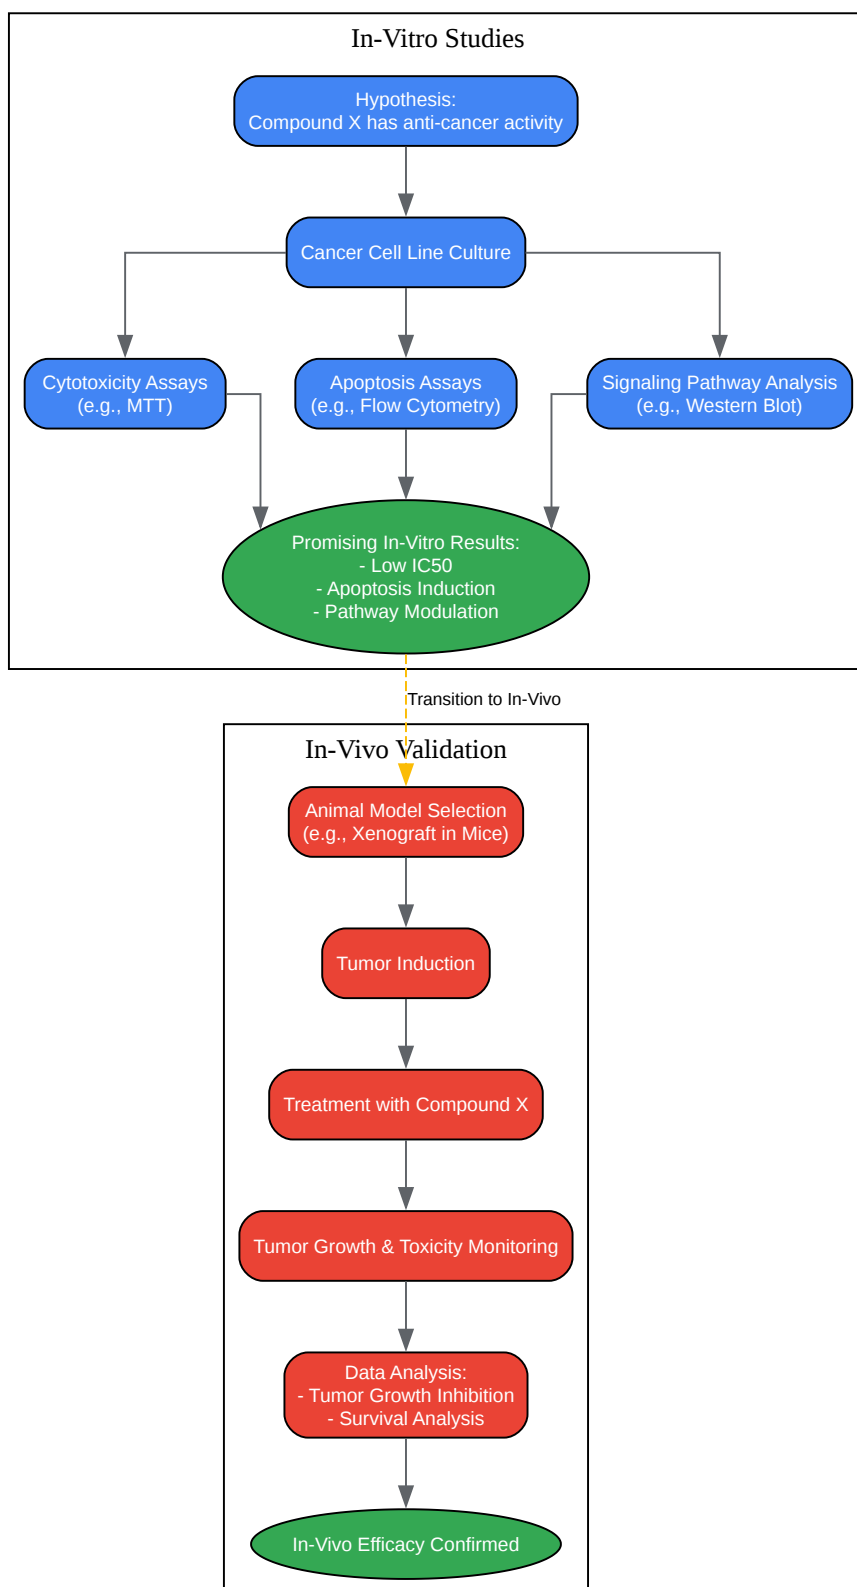 In-Vitro Studies
Hypothesis:
Compound X has anti-cancer activity
Cancer Cell Line Culture
Cytotoxicity Assays
(e.g., MTT)
Apoptosis Assays
(e.g., Flow Cytometry)
Signaling Pathway Analysis
(e.g., Western Blot)
Promising In-Vitro Results:
- Low IC50
- Apoptosis Induction
- Pathway Modulation
Transition to In-Vivo
In-Vivo Validation
Animal Model Selection
(e.g., Xenograft in Mice)
Tumor Induction
Treatment with Compound X
Tumor Growth & Toxicity Monitoring
Data Analysis:
- Tumor Growth Inhibition
- Survival Analysis
In-Vivo Efficacy Confirmed